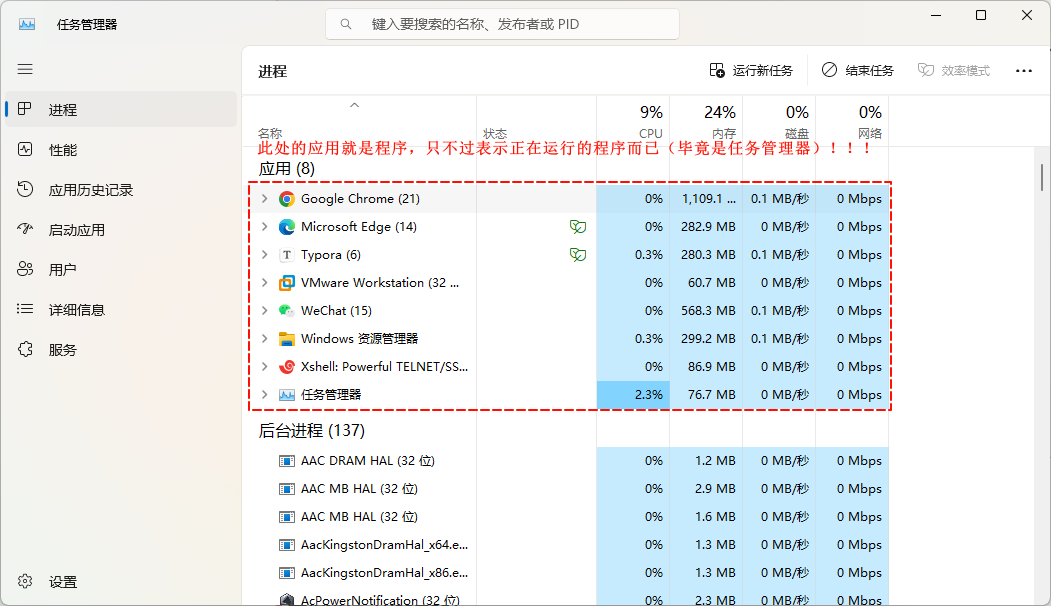 任务管理器
键入要搜索的名称、发布者或 PID
进程
运行新任务
结束任务
效率模式
进程
性能
应用历史记录
启动应用
用户
详细信息
服务
设置
9% 24% 0% 0%
名称 状态 CPU 内存 磁盘 网络
此处的应用就是程序，只不过表示正在运行的程序而已（毕竟是任务管理器）！！！
应用 (8)
Google Chrome (21) 0% 1,109.1 ... 0.1 MB/秒 0 Mbps
Microsoft Edge (14) 0% 282.9 MB 0 MB/秒 0 Mbps
Typora (6) 0.3% 280.3 MB 0.1 MB/秒 0 Mbps
VMware Workstation (32 ... 0% 60.7 MB 0 MB/秒 0 Mbps
WeChat (15) 0% 568.3 MB 0.1 MB/秒 0 Mbps
Windows 资源管理器 0.3% 299.2 MB 0.1 MB/秒 0 Mbps
Xshell: Powerful TELNET/SS... 0% 86.9 MB 0 MB/秒 0 Mbps
任务管理器 2.3% 76.7 MB 0 MB/秒 0 Mbps
后台进程 (137)
AAC DRAM HAL (32 位) 0% 1.2 MB 0 MB/秒 0 Mbps
AAC MB HAL (32 位) 0% 2.9 MB 0 MB/秒 0 Mbps
AAC MB HAL (32 位) 0% 1.6 MB 0 MB/秒 0 Mbps
AacKingstonDramHal_x64.e... 0% 1.3 MB 0 MB/秒 0 Mbps
AacKingstonDramHal_x86.e... 0% 1.3 MB 0 MB/秒 0 Mbps
AcPowerNotification (32 位) 0% 2.3 MB 0 MB/秒 0 Mbps